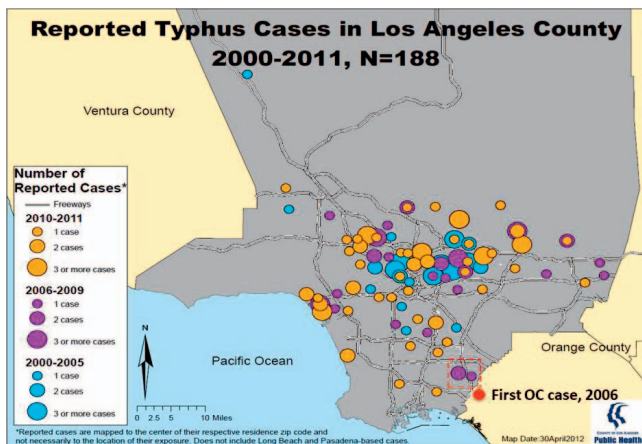 Reported Typhus Cases in Los Angeles County
2000-2011, N=188
Ventura County
Number of
Reported Cases*
Freeways
2010-2011
1 case
2 cases
3 or more cases
2006-2009
1 case
2 cases
3 or more cases
2000-2005
1 case
2 cases
3 or more cases
N
Pacific Ocean
Orange County
First OC case, 2006
0 2.5 5 10 Miles
*Reported cases are mapped to the center of their respective residence zip code and
not necessarily to the location of their exposure. Does not include Long Beach and Pasadena-based cases.
Map Date:30April2012
COUNTY OF LOS ANGELES
Public Health